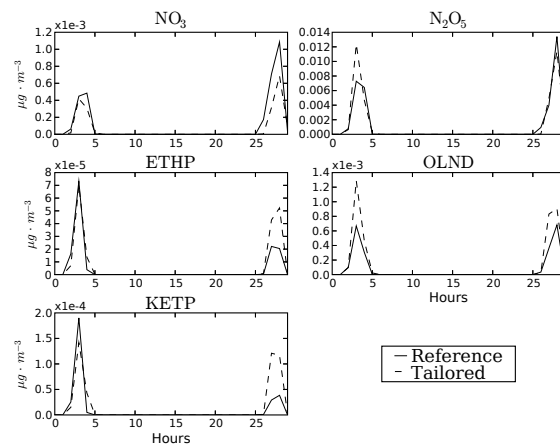 NO3
x1e-3
1.2
1.0
0.8
0.6
0.4
0.2
0.0
0 5 10 15 20 25
μg · m−3
N2O5
0.014
0.012
0.010
0.008
0.006
0.004
0.002
0.000
0 5 10 15 20 25
ETHP
x1e-5
8
7
6
5
4
3
2
1
0
0 5 10 15 20 25
μg · m−3
OLND
x1e-3
1.4
1.2
1.0
0.8
0.6
0.4
0.2
0.0
0 5 10 15 20 25
Hours
KETP
x1e-4
2.0
1.5
1.0
0.5
0.0
0 5 10 15 20 25
μg · m−3
Hours
Reference
Tailored